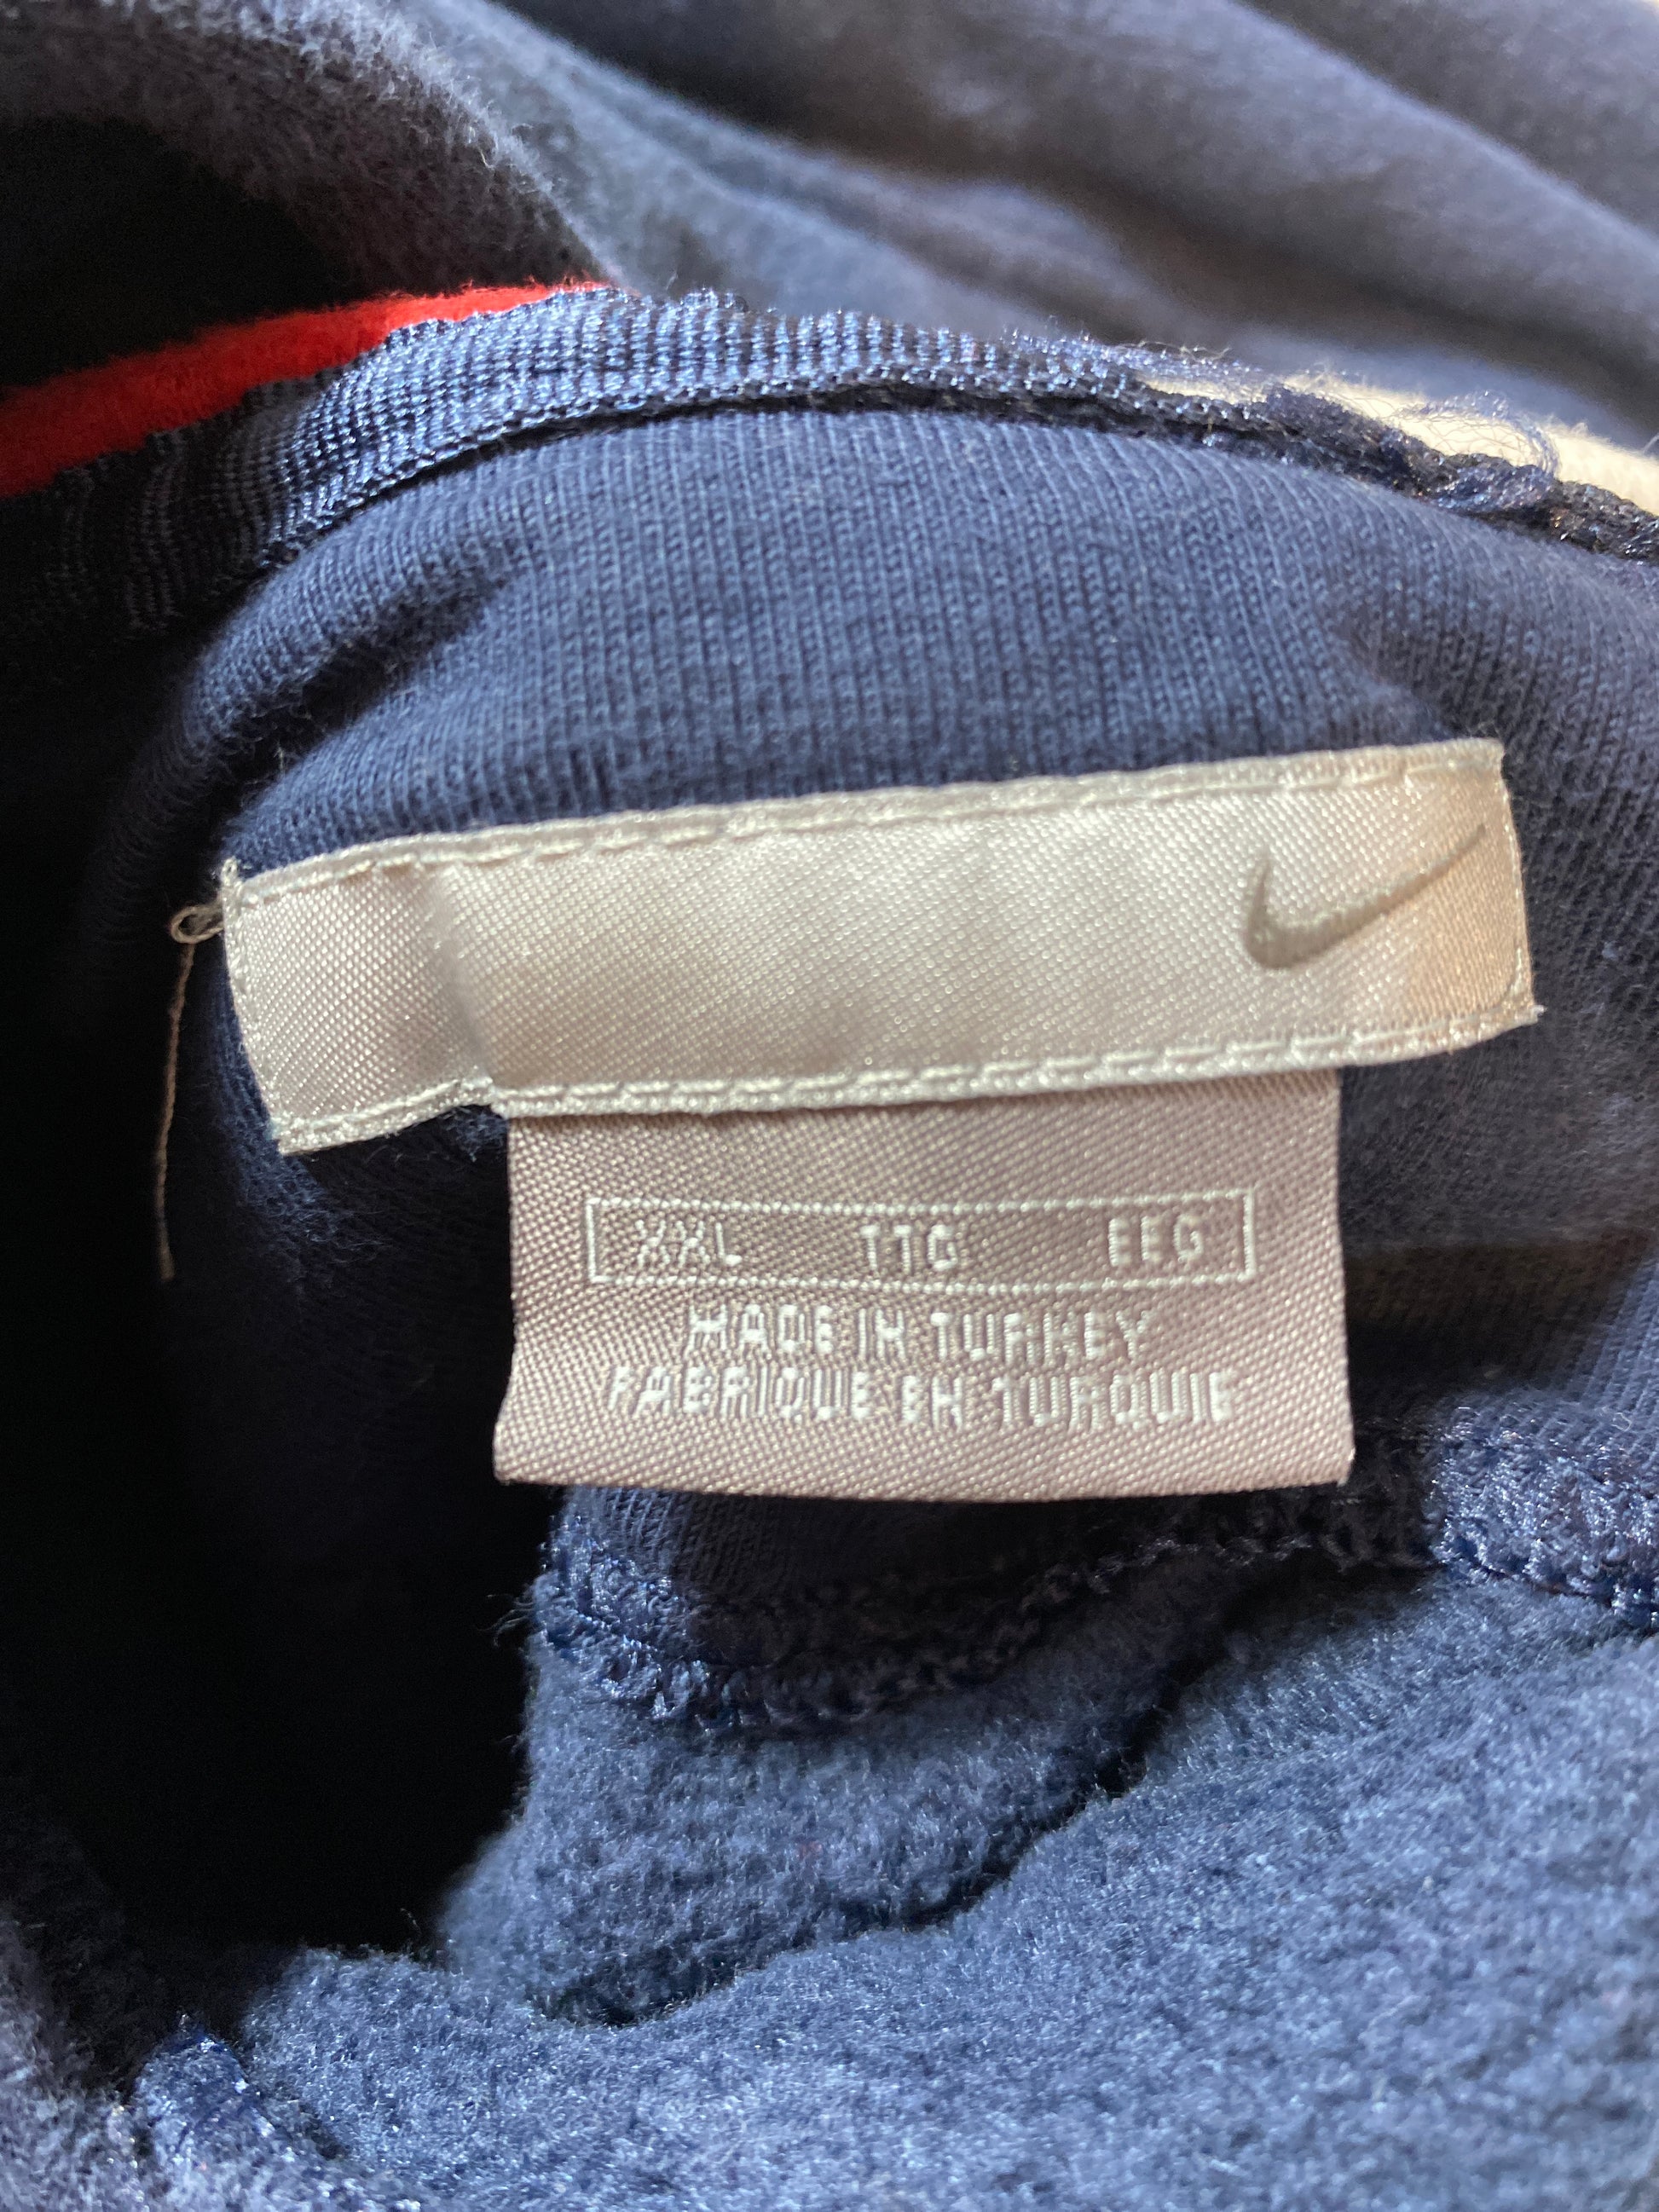 XXL TTG EEG
MADE IN TURKEY
FABRIQUE EN TURQUIE